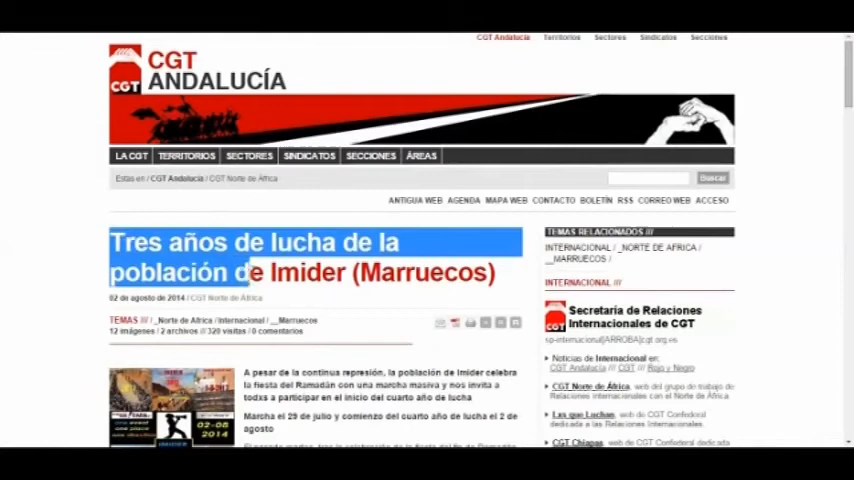 CGT Andalucía Territorios Sectores Sindicatos Secciones
CGT
CGT
ANDALUCÍA
LA CGT TERRITORIOS SECTORES SINDICATOS SECCIONES ÁREAS
Estas en / CGT Andalucía / CGT Norte de África
Buscar
ANTIGUA WEB AGENDA MAPA WEB CONTACTO BOLETÍN RSS CORREO WEB ACCESO
Tres años de lucha de la
población de Imider (Marruecos)
02 de agosto de 2014 / CGT Norte de África
TEMAS /// _Norte de Africa / Internacional / __Marruecos
12 imágenes / 2 archivos /// 320 visitas / 0 comentarios
02-08
2014
A pesar de la continua represión, la población de Imider celebra
la fiesta del Ramadán con una marcha masiva y nos invita a
todxs a participar en el inicio del cuarto año de lucha
Marcha el 29 de julio y comienzo del cuarto año de lucha el 2 de
agosto
TEMAS RELACIONADOS ///
INTERNACIONAL / _NORTE DE AFRICA /
__MARRUECOS /
INTERNACIONAL ///
CGT
Secretaría de Relaciones
Internacionales de CGT
sp-internacional[ARROBA]cgt.org.es
Noticias de Internacional en:
CGT Andalucía /// CGT /// Rojo y Negro
CGT Norte de África, web del grupo de trabajo de
Relaciones internacionales con el Norte de África
Lxs que Luchan, web de CGT Confederal
dedicada a las Relaciones Internacionales.
CGT Chiapas, web de CGT Confederal dedicada